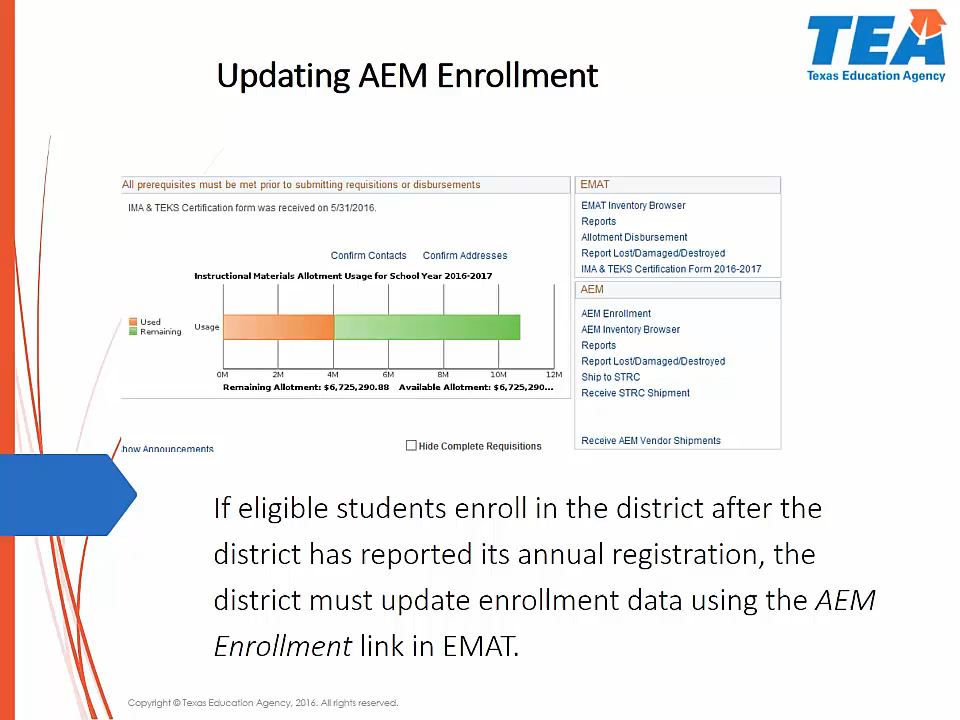 TEA
Texas Education Agency
Updating AEM Enrollment
All prerequisites must be met prior to submitting requisitions or disbursements
IMA & TEKS Certification form was received on 5/31/2016.
Confirm Contacts Confirm Addresses
Instructional Materials Allotment Usage for School Year 2016-2017
Used
Remaining
Usage
0M 2M 4M 6M 8M 10M 12M
Remaining Allotment: $6,725,290.88 Available Allotment: $6,725,290...
how Announcements
Hide Complete Requisitions
EMAT
EMAT Inventory Browser
Reports
Allotment Disbursement
Report Lost/Damaged/Destroyed
IMA & TEKS Certification Form 2016-2017
AEM
AEM Enrollment
AEM Inventory Browser
Reports
Report Lost/Damaged/Destroyed
Ship to STRC
Receive STRC Shipment
Receive AEM Vendor Shipments
If eligible students enroll in the district after the
district has reported its annual registration, the
district must update enrollment data using the AEM
Enrollment link in EMAT.
Copyright © Texas Education Agency, 2016. All rights reserved.